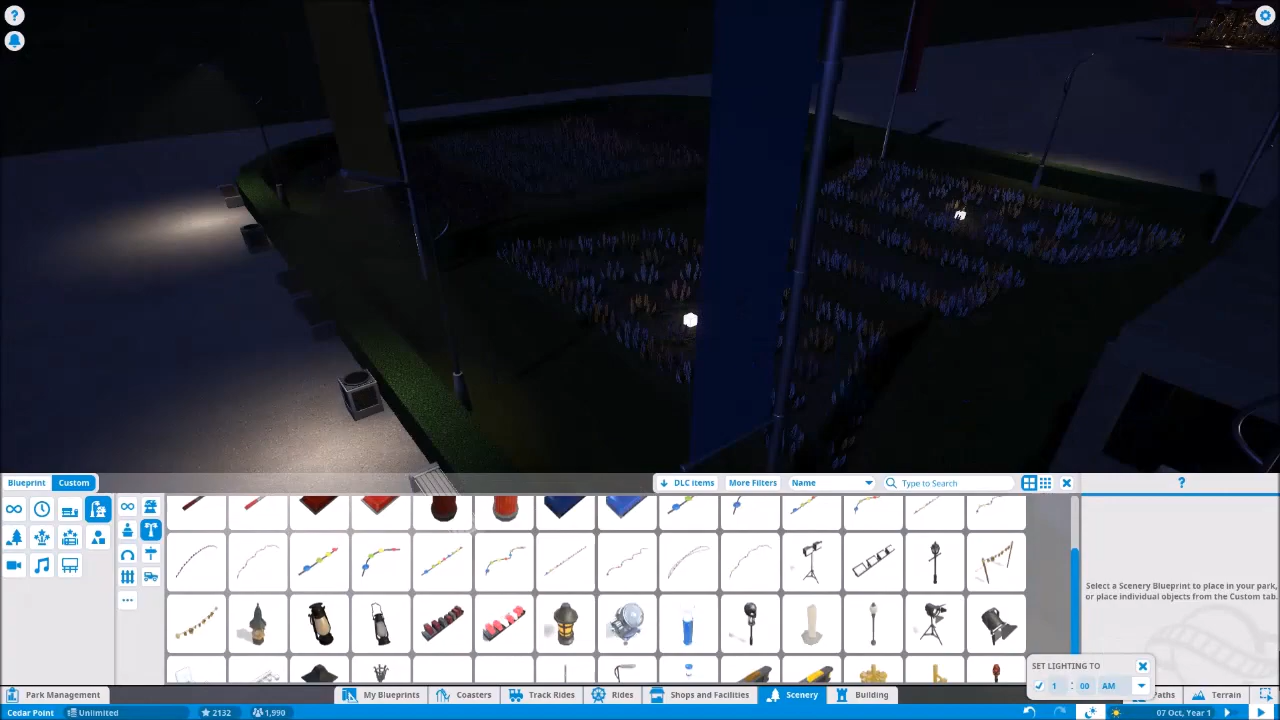 Blueprint Custom
DLC items More Filters Name Type to Search
?
Select a Scenery Blueprint to place in your park,
or place individual objects from the Custom tab.
SET LIGHTING TO
1 : 00 AM
Park Management My Blueprints Coasters Track Rides Rides Shops and Facilities Scenery Building Paths Terrain
Cedar Point Unlimited 2132 1,990 07 Oct, Year 1